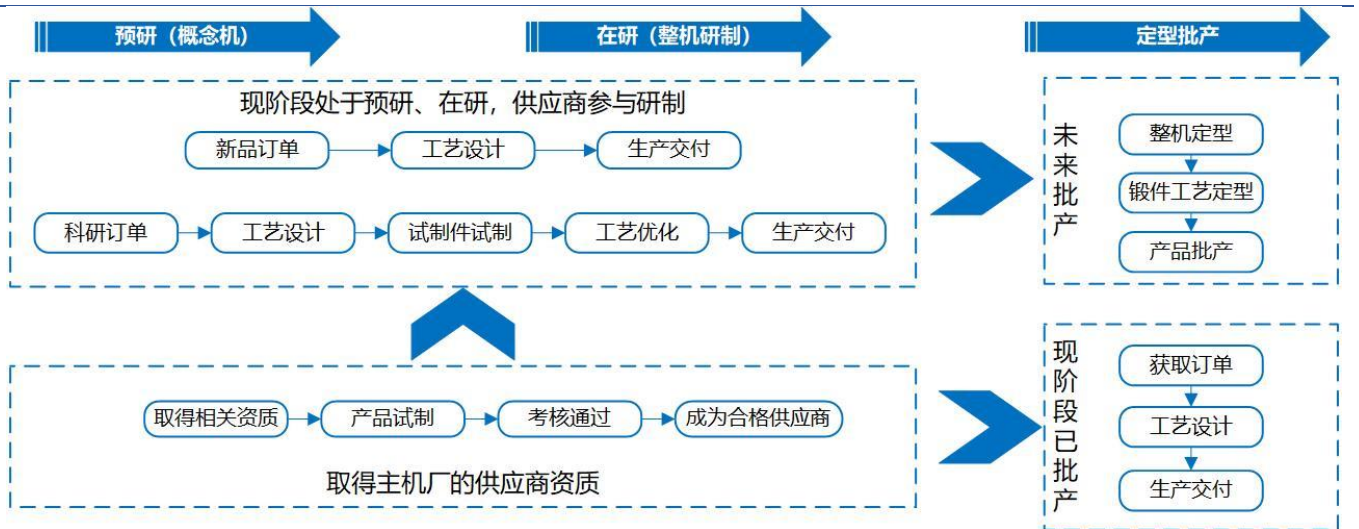 预研（概念机）
在研（整机研制）
定型批产
现阶段处于预研、在研，供应商参与研制
新品订单
工艺设计
生产交付
科研订单
工艺设计
试制件试制
工艺优化
生产交付
未来批产
整机定型
锻件工艺定型
产品批产
取得相关资质
产品试制
考核通过
成为合格供应商
取得主机厂的供应商资质
现阶段已批产
获取订单
工艺设计
生产交付